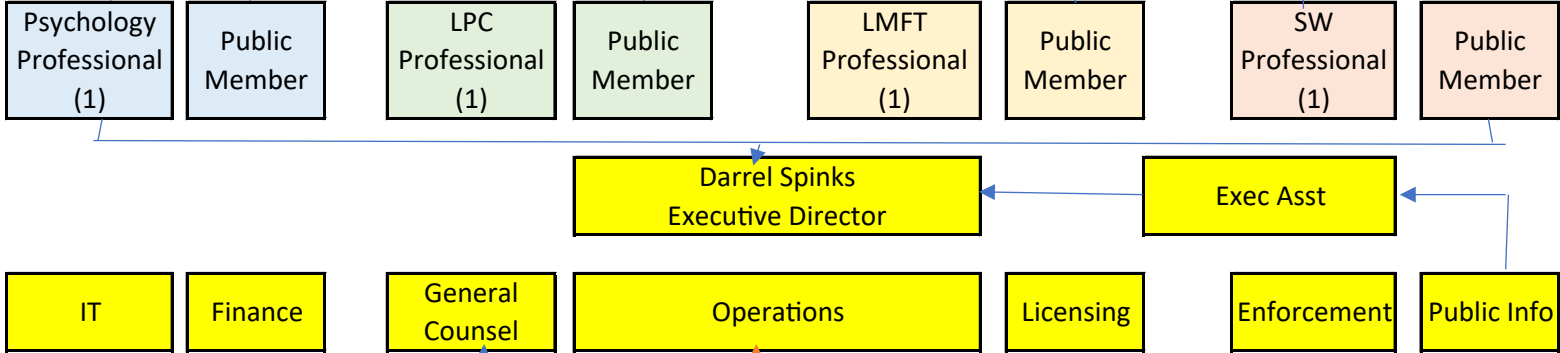 Psychology
Professional
(1)
Public
Member
LPC
Professional
(1)
Public
Member
LMFT
Professional
(1)
Public
Member
SW
Professional
(1)
Public
Member
Darrel Spinks
Executive Director
Exec Asst
IT
Finance
General
Counsel
Operations
Licensing
Enforcement
Public Info